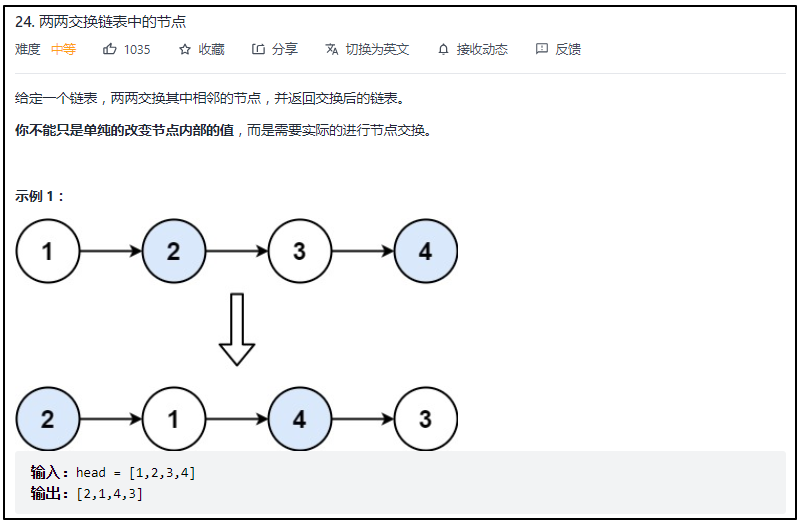 24. 两两交换链表中的节点
难度 中等 1035 收藏 分享 切换为英文 接收动态 反馈
给定一个链表，两两交换其中相邻的节点，并返回交换后的链表。
你不能只是单纯的改变节点内部的值，而是需要实际的进行节点交换。
示例 1：
1 2 3 4
2 1 4 3
输入：head = [1,2,3,4]
输出：[2,1,4,3]